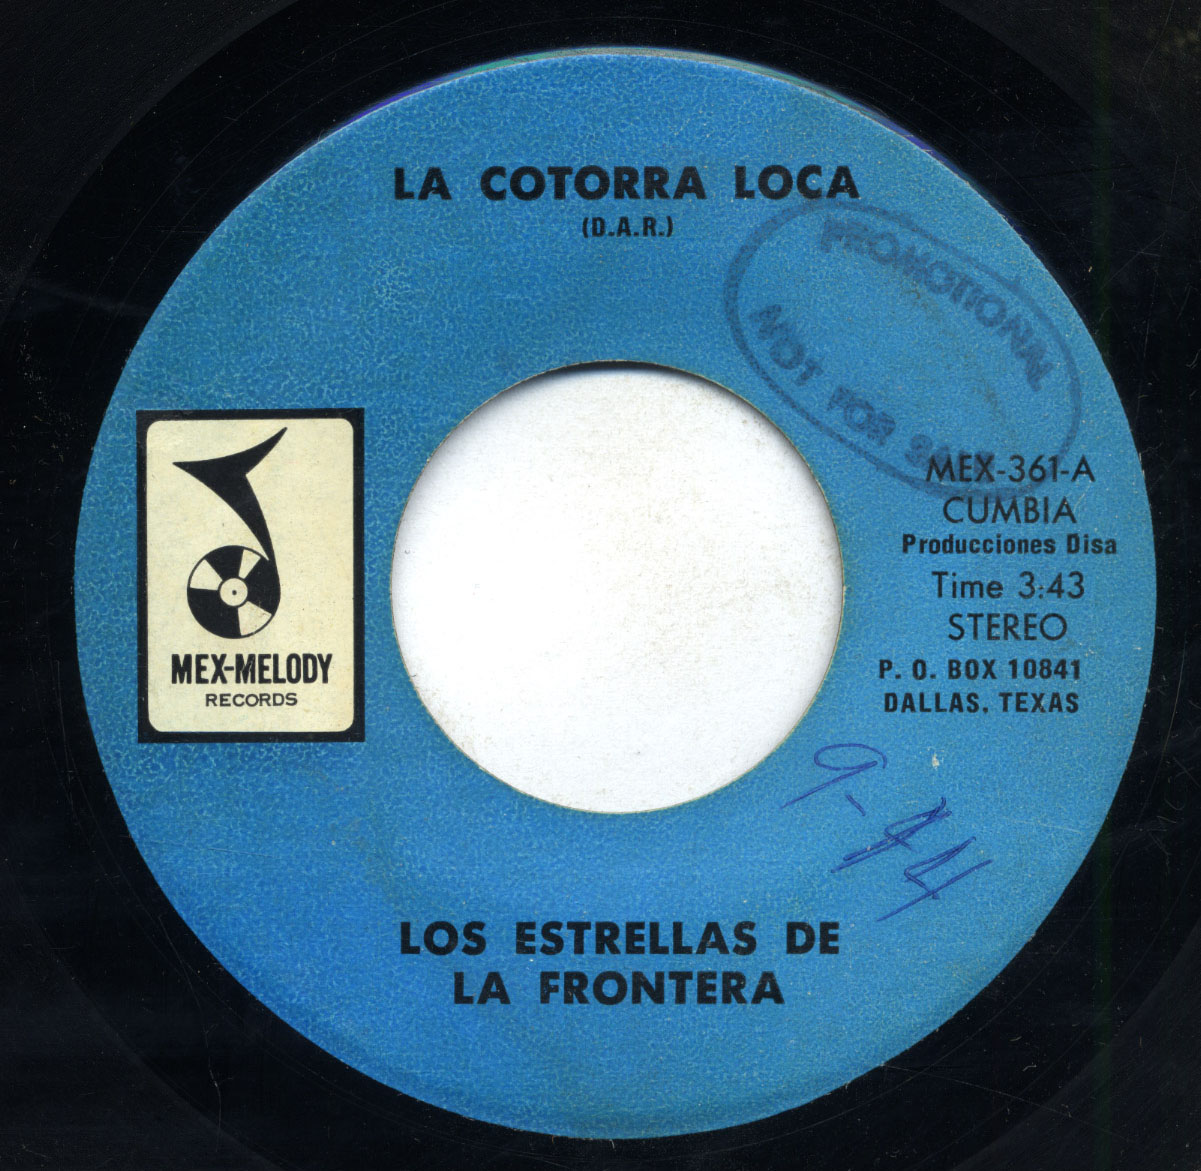 LA COTORRA LOCA
(D.A.R.)
PROMOTIONAL
NOT FOR
MEX-361-A
CUMBIA
Producciones Disa
Time 3:43
STEREO
P. O. BOX 10841
DALLAS, TEXAS
MEX-MELODY
RECORDS
9-44
LOS ESTRELLAS DE
LA FRONTERA